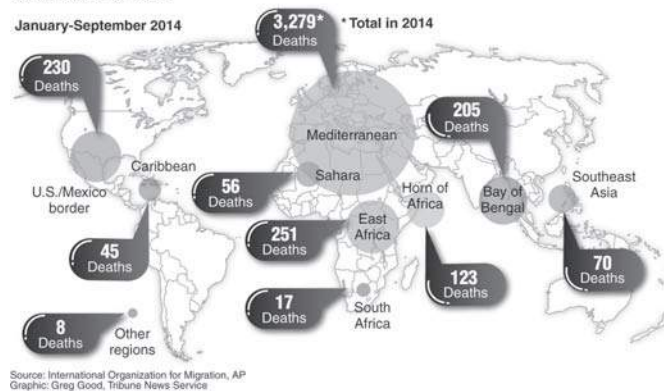 January-September 2014
3,279*
Deaths
* Total in 2014
230
Deaths
U.S./Mexico
border
Caribbean
45
Deaths
8
Deaths
Other
regions
Mediterranean
Sahara
56
Deaths
East
Africa
251
Deaths
South
Africa
17
Deaths
Horn of
Africa
123
Deaths
205
Deaths
Bay of
Bengal
Southeast
Asia
70
Deaths
Source: International Organization for Migration, AP
Graphic: Greg Good, Tribune News Service